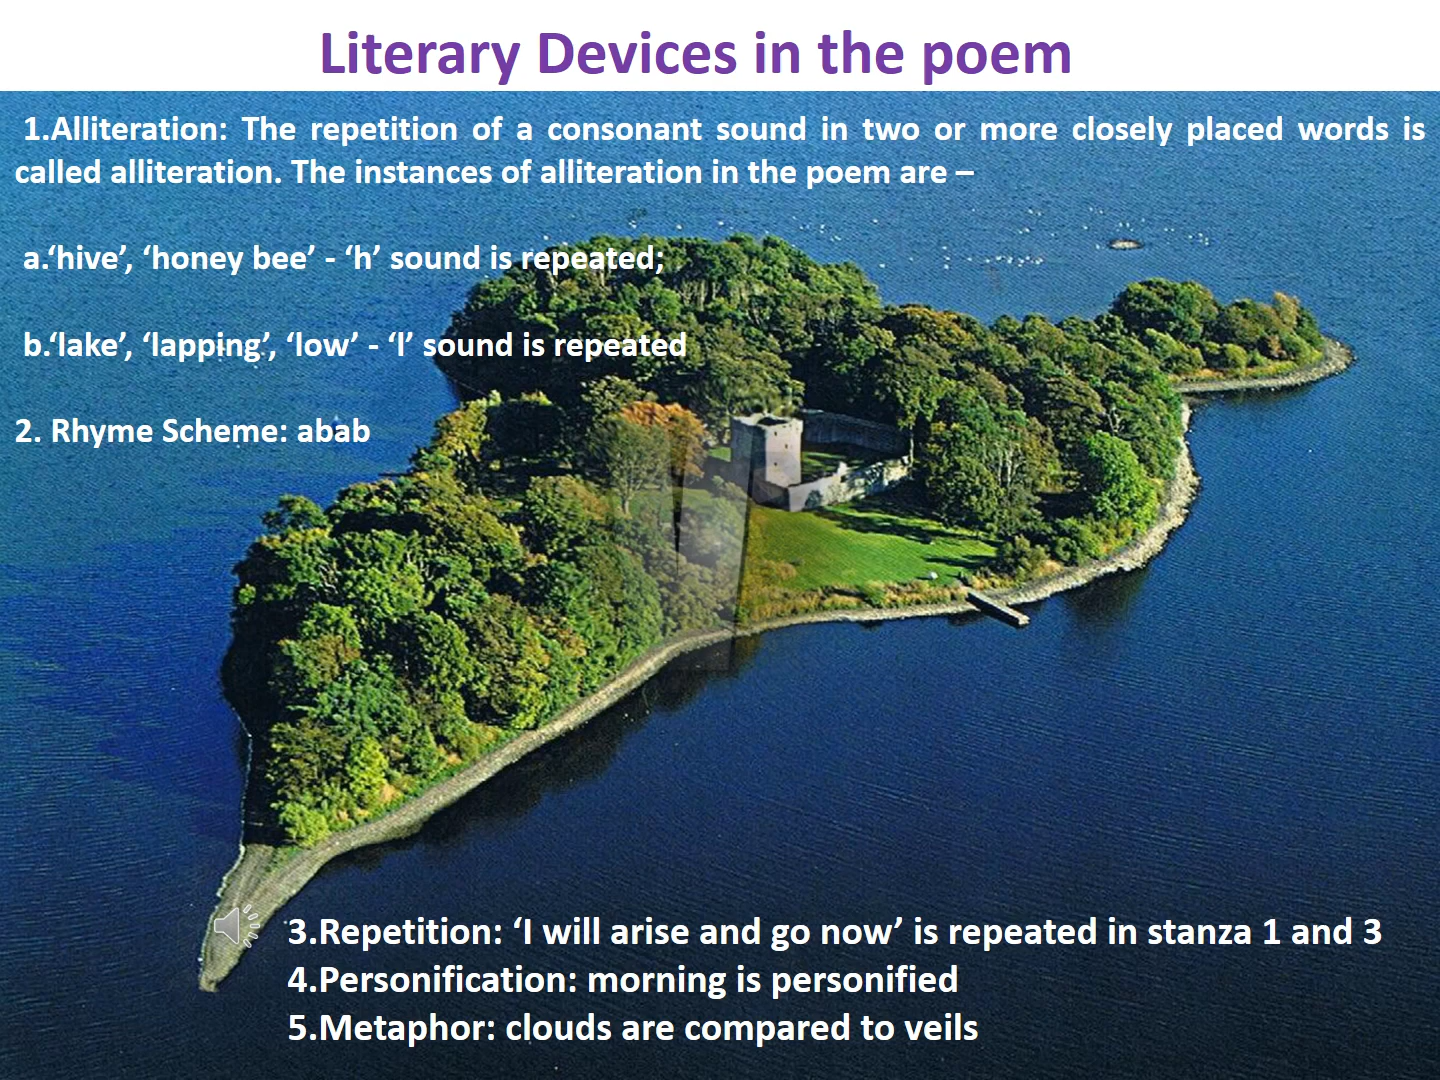 Literary Devices in the poem
1.Alliteration: The repetition of a consonant sound in two or more closely placed words is
called alliteration. The instances of alliteration in the poem are –
a.‘hive’, ‘honey bee’ - ‘h’ sound is repeated;
b.‘lake’, ‘lapping’, ‘low’ - ‘l’ sound is repeated
2. Rhyme Scheme: abab
3.Repetition: ‘I will arise and go now’ is repeated in stanza 1 and 3
4.Personification: morning is personified
5.Metaphor: clouds are compared to veils